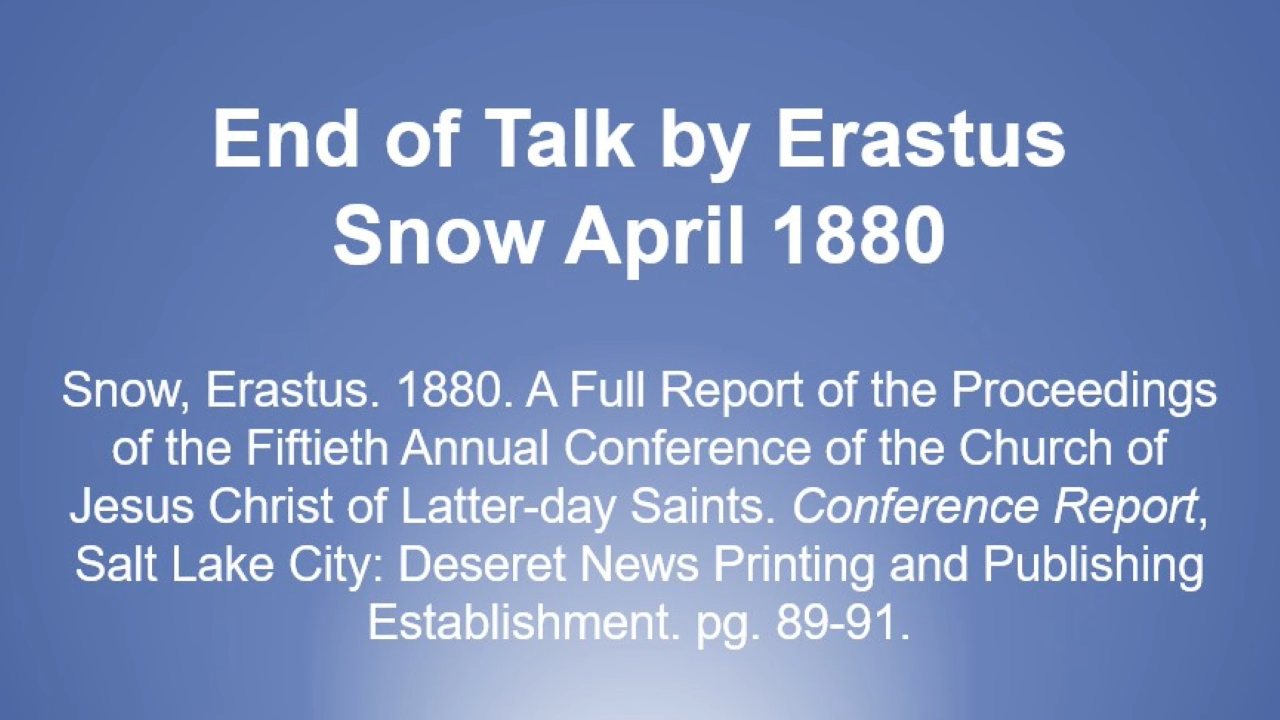 End of Talk by Erastus
Snow April 1880
Snow, Erastus. 1880. A Full Report of the Proceedings
of the Fiftieth Annual Conference of the Church of
Jesus Christ of Latter-day Saints. Conference Report,
Salt Lake City: Deseret News Printing and Publishing
Establishment. pg. 89-91.